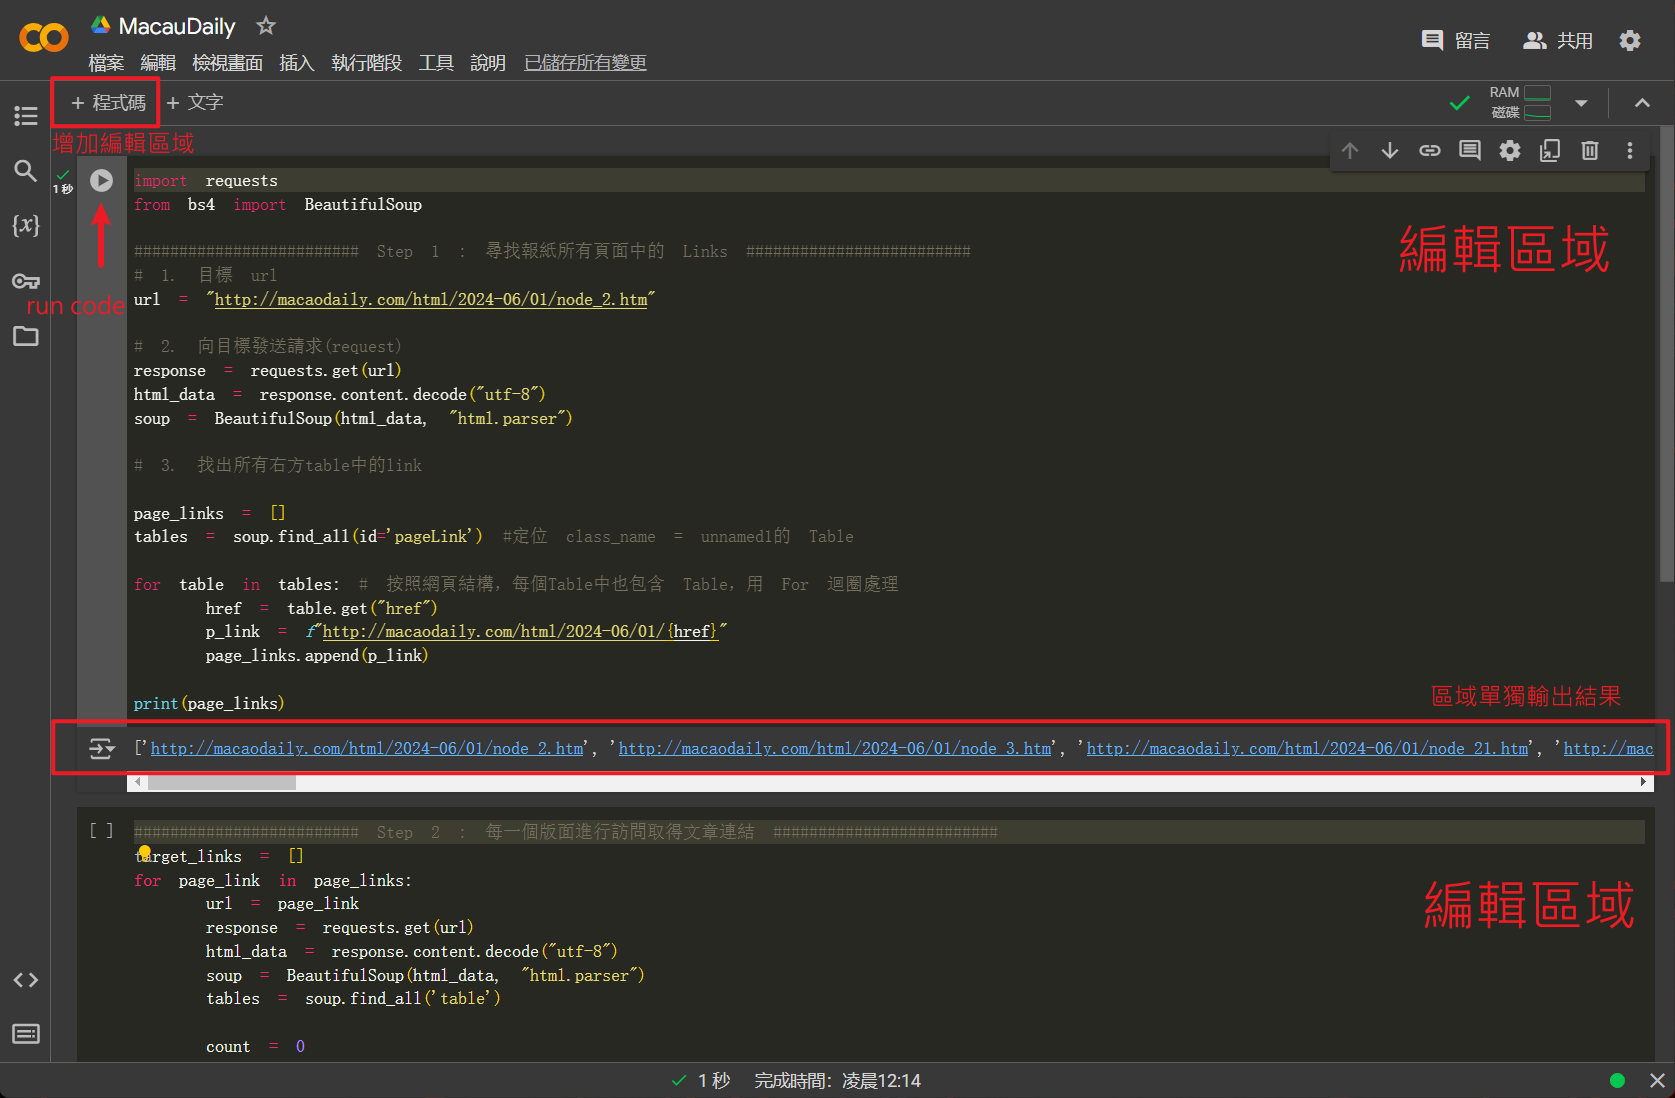 MacauDaily
檔案 編輯 檢視畫面 插入 執行階段 工具 說明 已儲存所有變更
留言 共用
+ 程式碼 + 文字
RAM
磁碟
增加編輯區域
1 秒
run code
編輯區域
import requests
from bs4 import BeautifulSoup
######################### Step 1 : 尋找報紙所有頁面中的 Links #########################
# 1. 目標 url
url = "http://macaodaily.com/html/2024-06/01/node_2.htm"
# 2. 向目標發送請求(request)
response = requests.get(url)
html_data = response.content.decode("utf-8")
soup = BeautifulSoup(html_data, "html.parser")
# 3. 找出所有右方table中的link
page_links = []
tables = soup.find_all(id='pageLink') #定位 class_name = unnamed1的 Table
for table in tables: # 按照網頁結構，每個Table中也包含 Table，用 For 迴圈處理
href = table.get("href")
p_link = f"http://macaodaily.com/html/2024-06/01/{href}"
page_links.append(p_link)
print(page_links)
區域單獨輸出結果
['http://macaodaily.com/html/2024-06/01/node_2.htm', 'http://macaodaily.com/html/2024-06/01/node_3.htm', 'http://macaodaily.com/html/2024-06/01/node_21.htm', 'http://mac
[ ]
######################### Step 2 : 每一個版面進行訪問取得文章連結 #########################
target_links = []
for page_link in page_links:
url = page_link
response = requests.get(url)
html_data = response.content.decode("utf-8")
soup = BeautifulSoup(html_data, "html.parser")
tables = soup.find_all('table')
count = 0
編輯區域
1 秒 完成時間：凌晨12:14